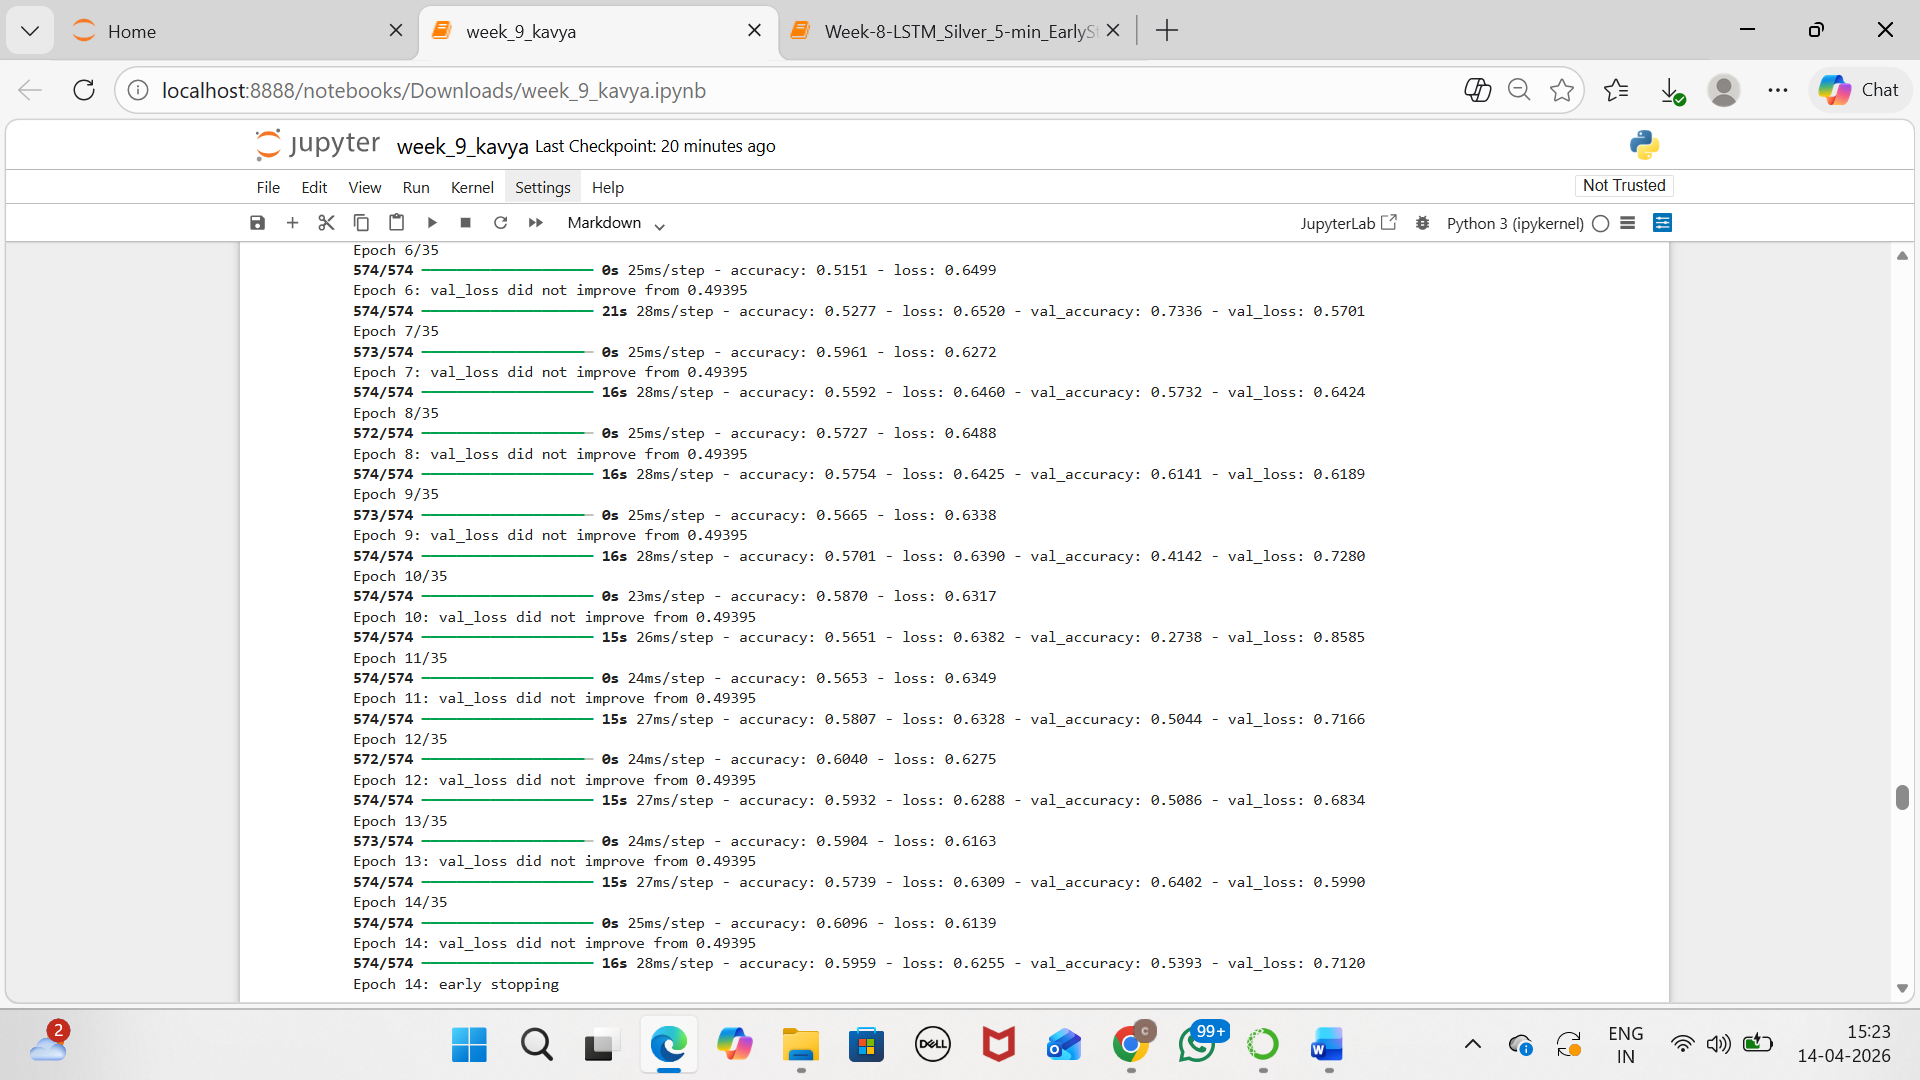 Home
week_9_kavya
Week-8-LSTM_Silver_5-min_EarlySt
localhost:8888/notebooks/Downloads/week_9_kavya.ipynb
Chat
jupyter week_9_kavya Last Checkpoint: 20 minutes ago
File Edit View Run Kernel Settings Help
Not Trusted
Markdown
JupyterLab
Python 3 (ipykernel)
Epoch 6/35
574/574 0s 25ms/step - accuracy: 0.5151 - loss: 0.6499
Epoch 6: val_loss did not improve from 0.49395
574/574 21s 28ms/step - accuracy: 0.5277 - loss: 0.6520 - val_accuracy: 0.7336 - val_loss: 0.5701
Epoch 7/35
573/574 0s 25ms/step - accuracy: 0.5961 - loss: 0.6272
Epoch 7: val_loss did not improve from 0.49395
574/574 16s 28ms/step - accuracy: 0.5592 - loss: 0.6460 - val_accuracy: 0.5732 - val_loss: 0.6424
Epoch 8/35
572/574 0s 25ms/step - accuracy: 0.5727 - loss: 0.6488
Epoch 8: val_loss did not improve from 0.49395
574/574 16s 28ms/step - accuracy: 0.5754 - loss: 0.6425 - val_accuracy: 0.6141 - val_loss: 0.6189
Epoch 9/35
573/574 0s 25ms/step - accuracy: 0.5665 - loss: 0.6338
Epoch 9: val_loss did not improve from 0.49395
574/574 16s 28ms/step - accuracy: 0.5701 - loss: 0.6390 - val_accuracy: 0.4142 - val_loss: 0.7280
Epoch 10/35
574/574 0s 23ms/step - accuracy: 0.5870 - loss: 0.6317
Epoch 10: val_loss did not improve from 0.49395
574/574 15s 26ms/step - accuracy: 0.5651 - loss: 0.6382 - val_accuracy: 0.2738 - val_loss: 0.8585
Epoch 11/35
574/574 0s 24ms/step - accuracy: 0.5653 - loss: 0.6349
Epoch 11: val_loss did not improve from 0.49395
574/574 15s 27ms/step - accuracy: 0.5807 - loss: 0.6328 - val_accuracy: 0.5044 - val_loss: 0.7166
Epoch 12/35
572/574 0s 24ms/step - accuracy: 0.6040 - loss: 0.6275
Epoch 12: val_loss did not improve from 0.49395
574/574 15s 27ms/step - accuracy: 0.5932 - loss: 0.6288 - val_accuracy: 0.5086 - val_loss: 0.6834
Epoch 13/35
573/574 0s 24ms/step - accuracy: 0.5904 - loss: 0.6163
Epoch 13: val_loss did not improve from 0.49395
574/574 15s 27ms/step - accuracy: 0.5739 - loss: 0.6309 - val_accuracy: 0.6402 - val_loss: 0.5990
Epoch 14/35
574/574 0s 25ms/step - accuracy: 0.6096 - loss: 0.6139
Epoch 14: val_loss did not improve from 0.49395
574/574 16s 28ms/step - accuracy: 0.5959 - loss: 0.6255 - val_accuracy: 0.5393 - val_loss: 0.7120
Epoch 14: early stopping
2
DELL
C
99+
W
ENG
IN
15:23
14-04-2026